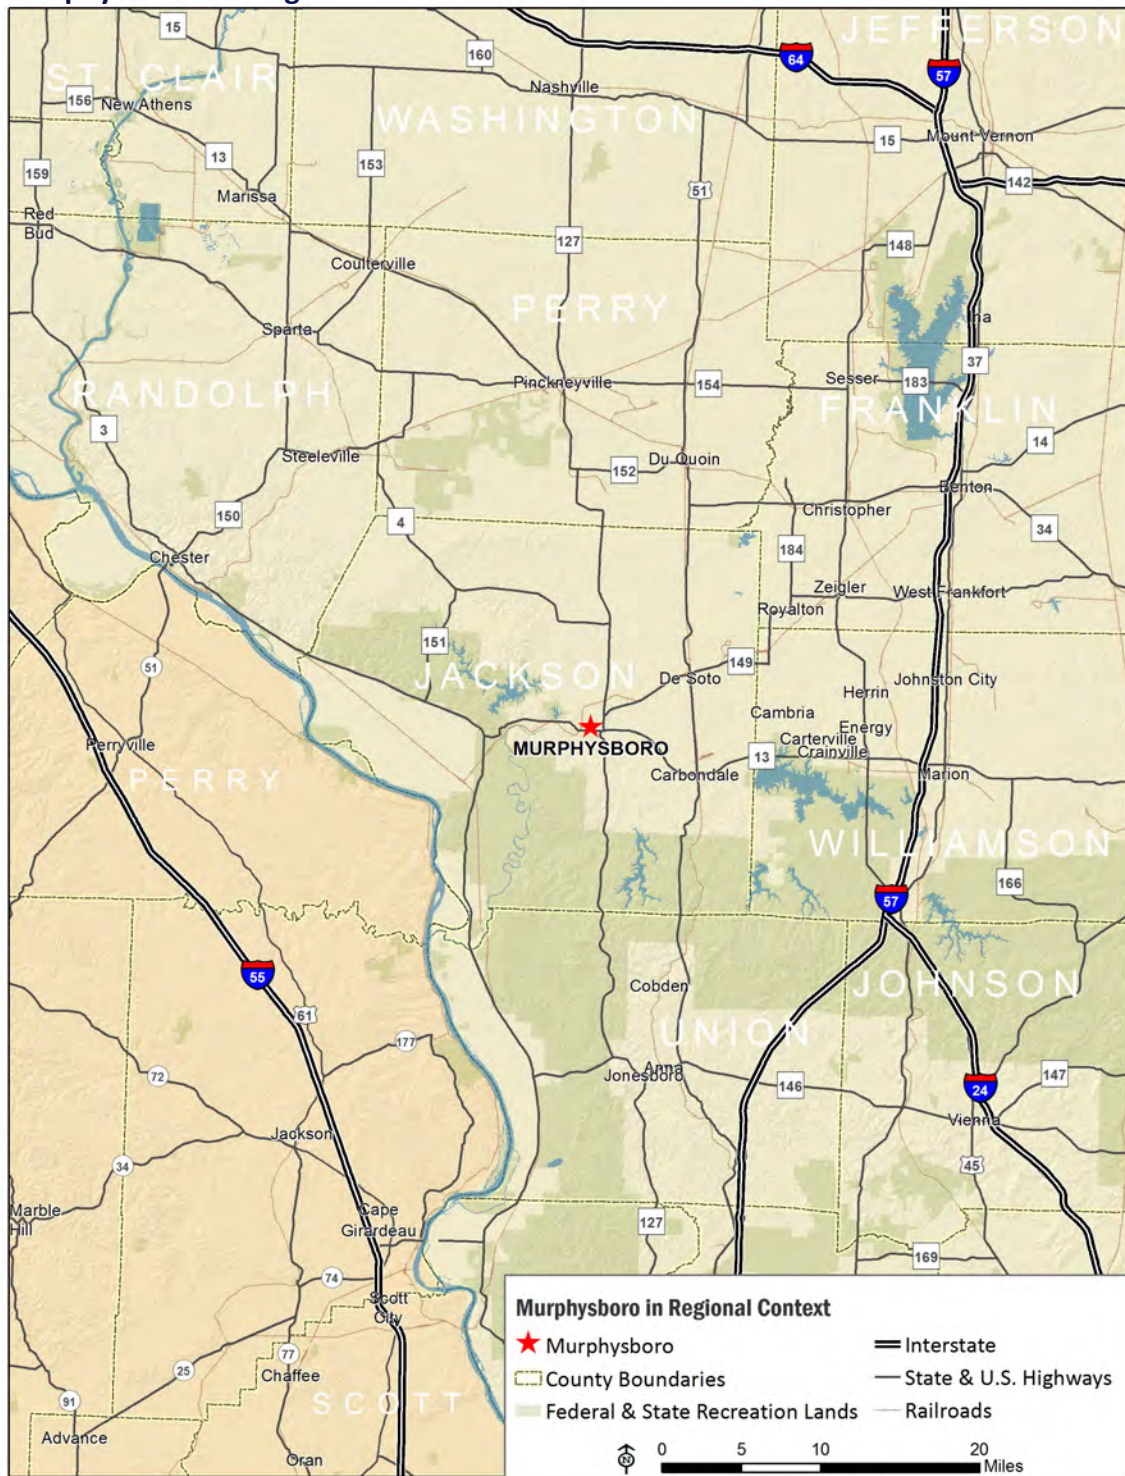 JEFFERSON
15
160
64
57
ST. CLAIR
Nashville
156
New Athens
WASHINGTON
15
Mount Vernon
13
153
159
Marissa
51
142
Red
Bud
127
148
Coulterville
PERRY
Sparta
37
Pinckneyville
154
Sesser
183
RANDOLPH
FRANKLIN
3
14
Steeleville
152
Du Quoin
Benton
150
4
Christopher
34
184
Chester
Zeigler
West Frankfort
Royalton
151
149
51
JACKSON
De Soto
Johnston City
Herrin
Cambria
Energy
Perryville
MURPHYSBORO
Carterville
Crainville
13
Carbondale
Marion
PERRY
WILLIAMSON
166
57
55
Cobden
JOHNSON
61
UNION
177
Anna
Jonesboro
72
146
147
24
Vienna
Jackson
34
45
Marble
Hill
Cape
Girardeau
127
169
74
Scott
City
77
25
Chaffee
91
SCOTT
Advance
Oran
Murphysboro in Regional Context
Murphysboro
Interstate
County Boundaries
State & U.S. Highways
Federal & State Recreation Lands
Railroads
N
0 5 10 20
Miles